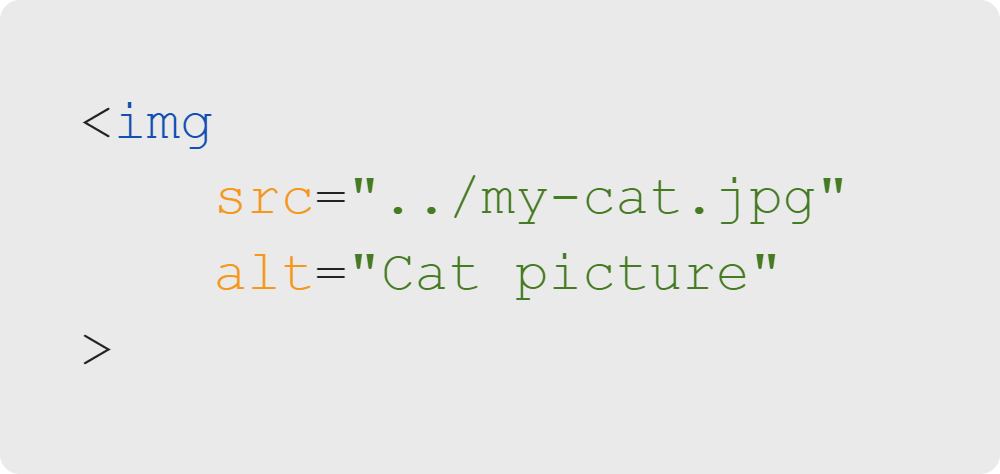 <img
src="../my-cat.jpg"
alt="Cat picture"
>